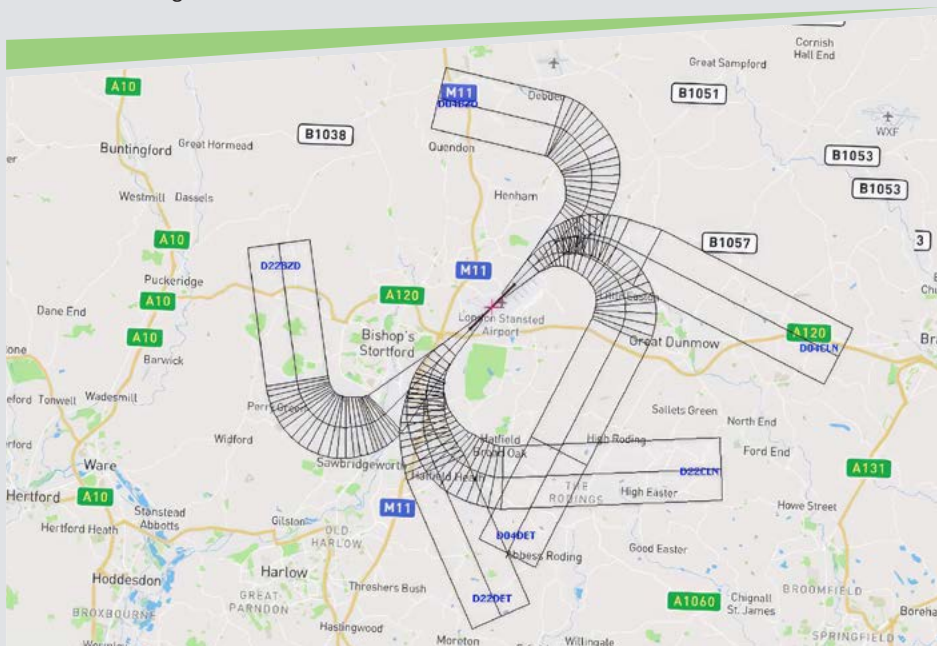 Cornish
Hall End
Great Sampford
A10
M11
D04BZD
Debden
B1051
WXF
B1038
Buntingford
Great Hormead
Quendon
B1053
B1053
Westmill
Dassels
Henham
A10
B1057
3
D22BZD
M11
Puckeridge
A10
A120
Dane End
London Stansted
Airport
A120
Bishop's
Stortford
Great Dunmow
D04CLN
Bra
A10
Barwick
Tonwell
Wadesmill
Perry Green
Sallets Green
North End
Widford
Hatfield
Broad Oak
High Roding
Ford End
Ware
Sawbridgeworth
Hatfield Heath
D22CLN
A131
Hertford
A10
THE
RODINGS
High Easter
M11
Howe Street
Stanstead
Abbotts
Hertford Heath
Gilston
OLD
HARLOW
D04DET
Abbess Roding
Good Easter
Hoddesdon
Harlow
Threshers Bush
D22DET
BROOMFIELD
GREAT
PARNDON
BROXBOURNE
A1060
Chignall
St. James
Boreha
Hastingwood
Moreton
Willingale
SPRINGFIELD